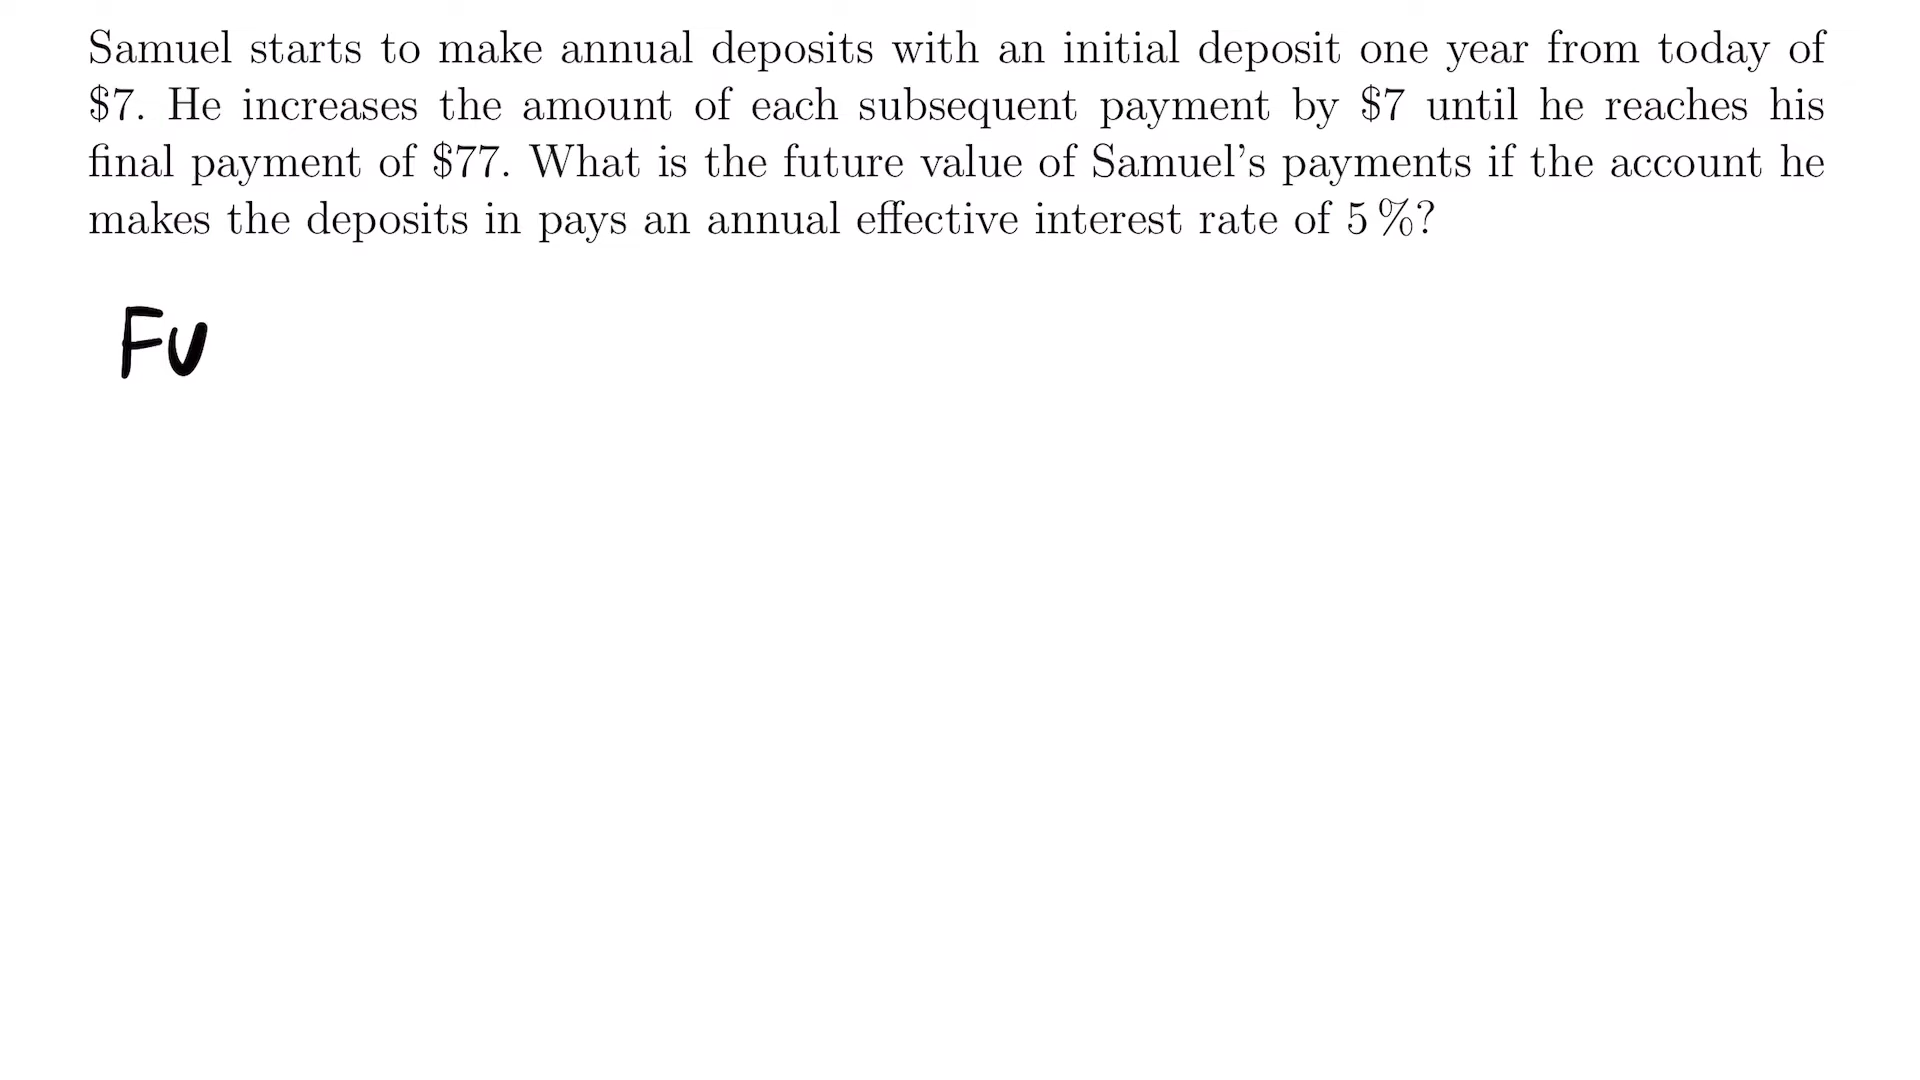 Samuel starts to make annual deposits with an initial deposit one year from today of
$7. He increases the amount of each subsequent payment by $7 until he reaches his
final payment of $77. What is the future value of Samuel's payments if the account he
makes the deposits in pays an annual effective interest rate of 5 %?
FV